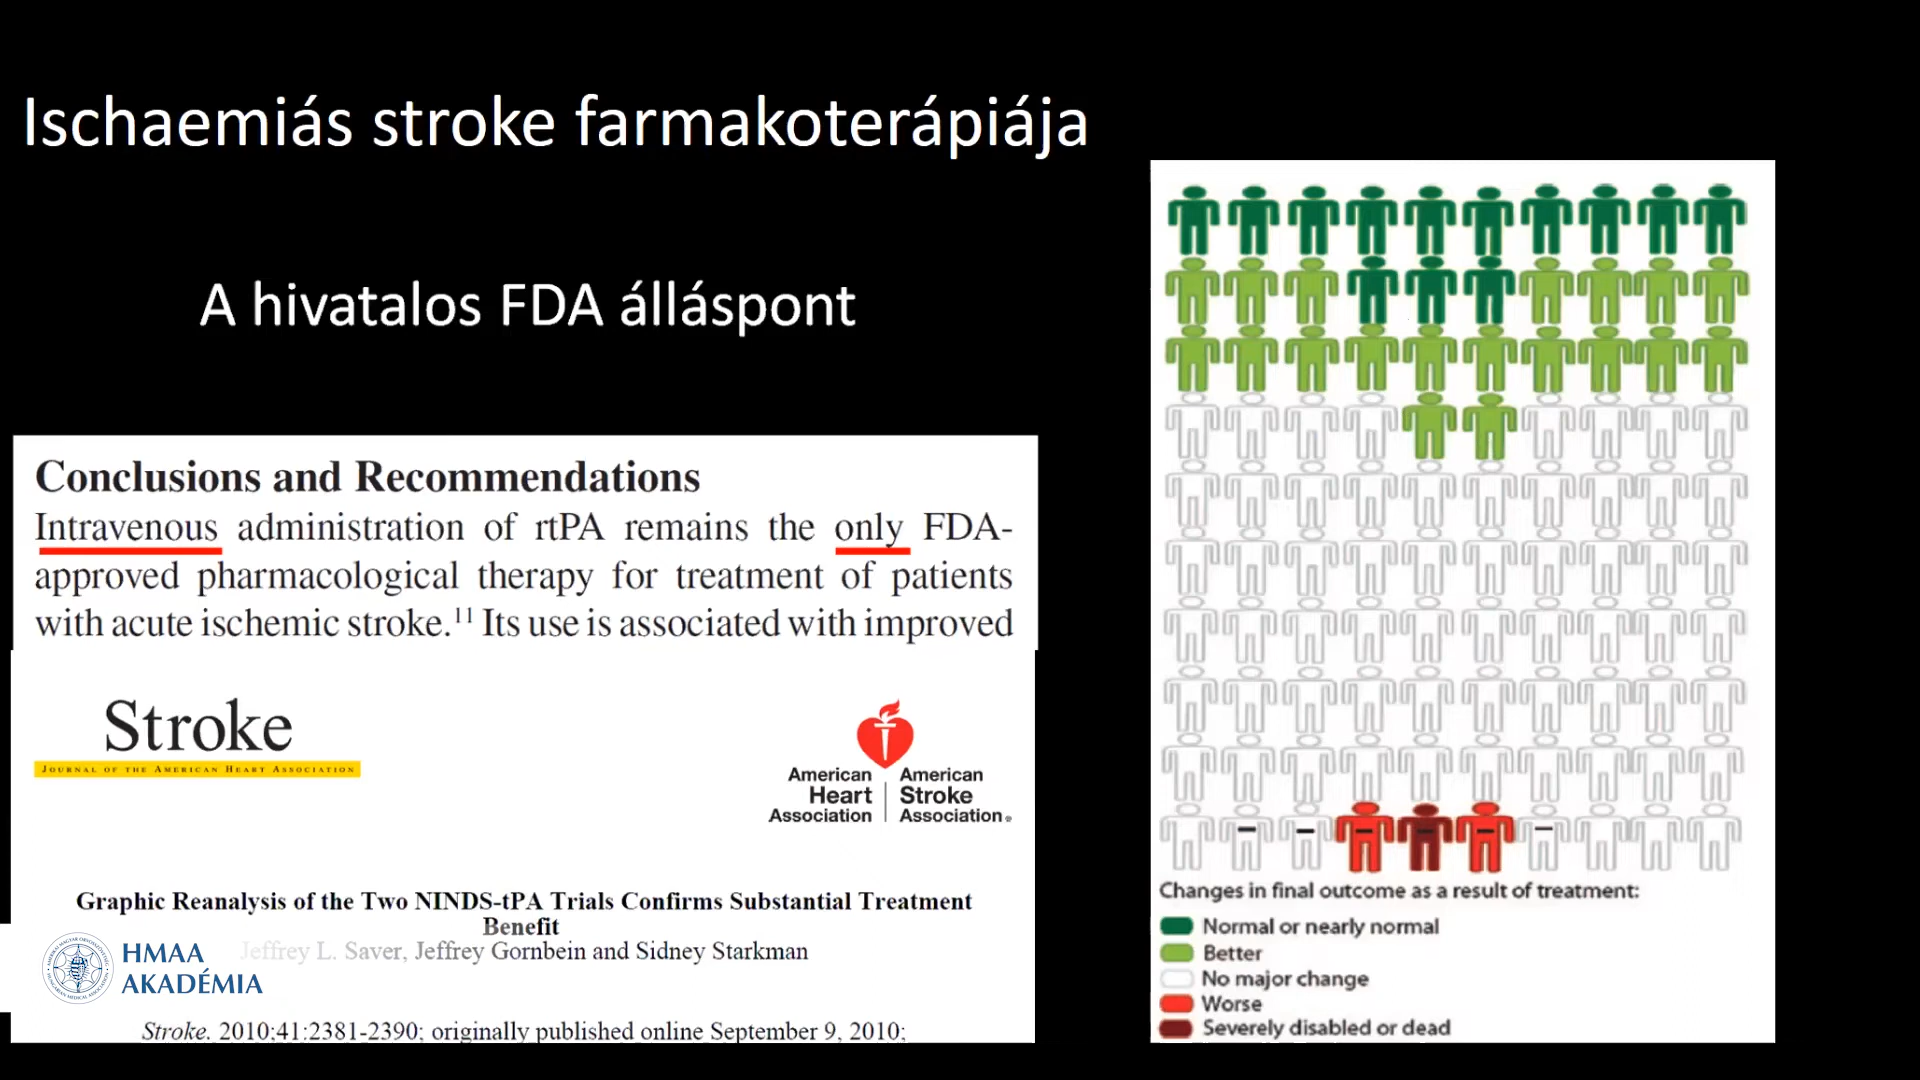 Ischaemiás stroke farmakoterápiája
A hivatalos FDA álláspont
Conclusions and Recommendations
Intravenous administration of rtPA remains the only FDA-
approved pharmacological therapy for treatment of patients
with acute ischemic stroke.11 Its use is associated with improved
Stroke
JOURNAL OF THE AMERICAN HEART ASSOCIATION
American Heart Association
American Stroke Association®
Graphic Reanalysis of the Two NINDS-tPA Trials Confirms Substantial Treatment
Benefit
Jeffrey L. Saver, Jeffrey Gornbein and Sidney Starkman
HMAA
AKADÉMIA
Stroke. 2010;41:2381-2390; originally published online September 9, 2010;
Changes in final outcome as a result of treatment:
Normal or nearly normal
Better
No major change
Worse
Severely disabled or dead